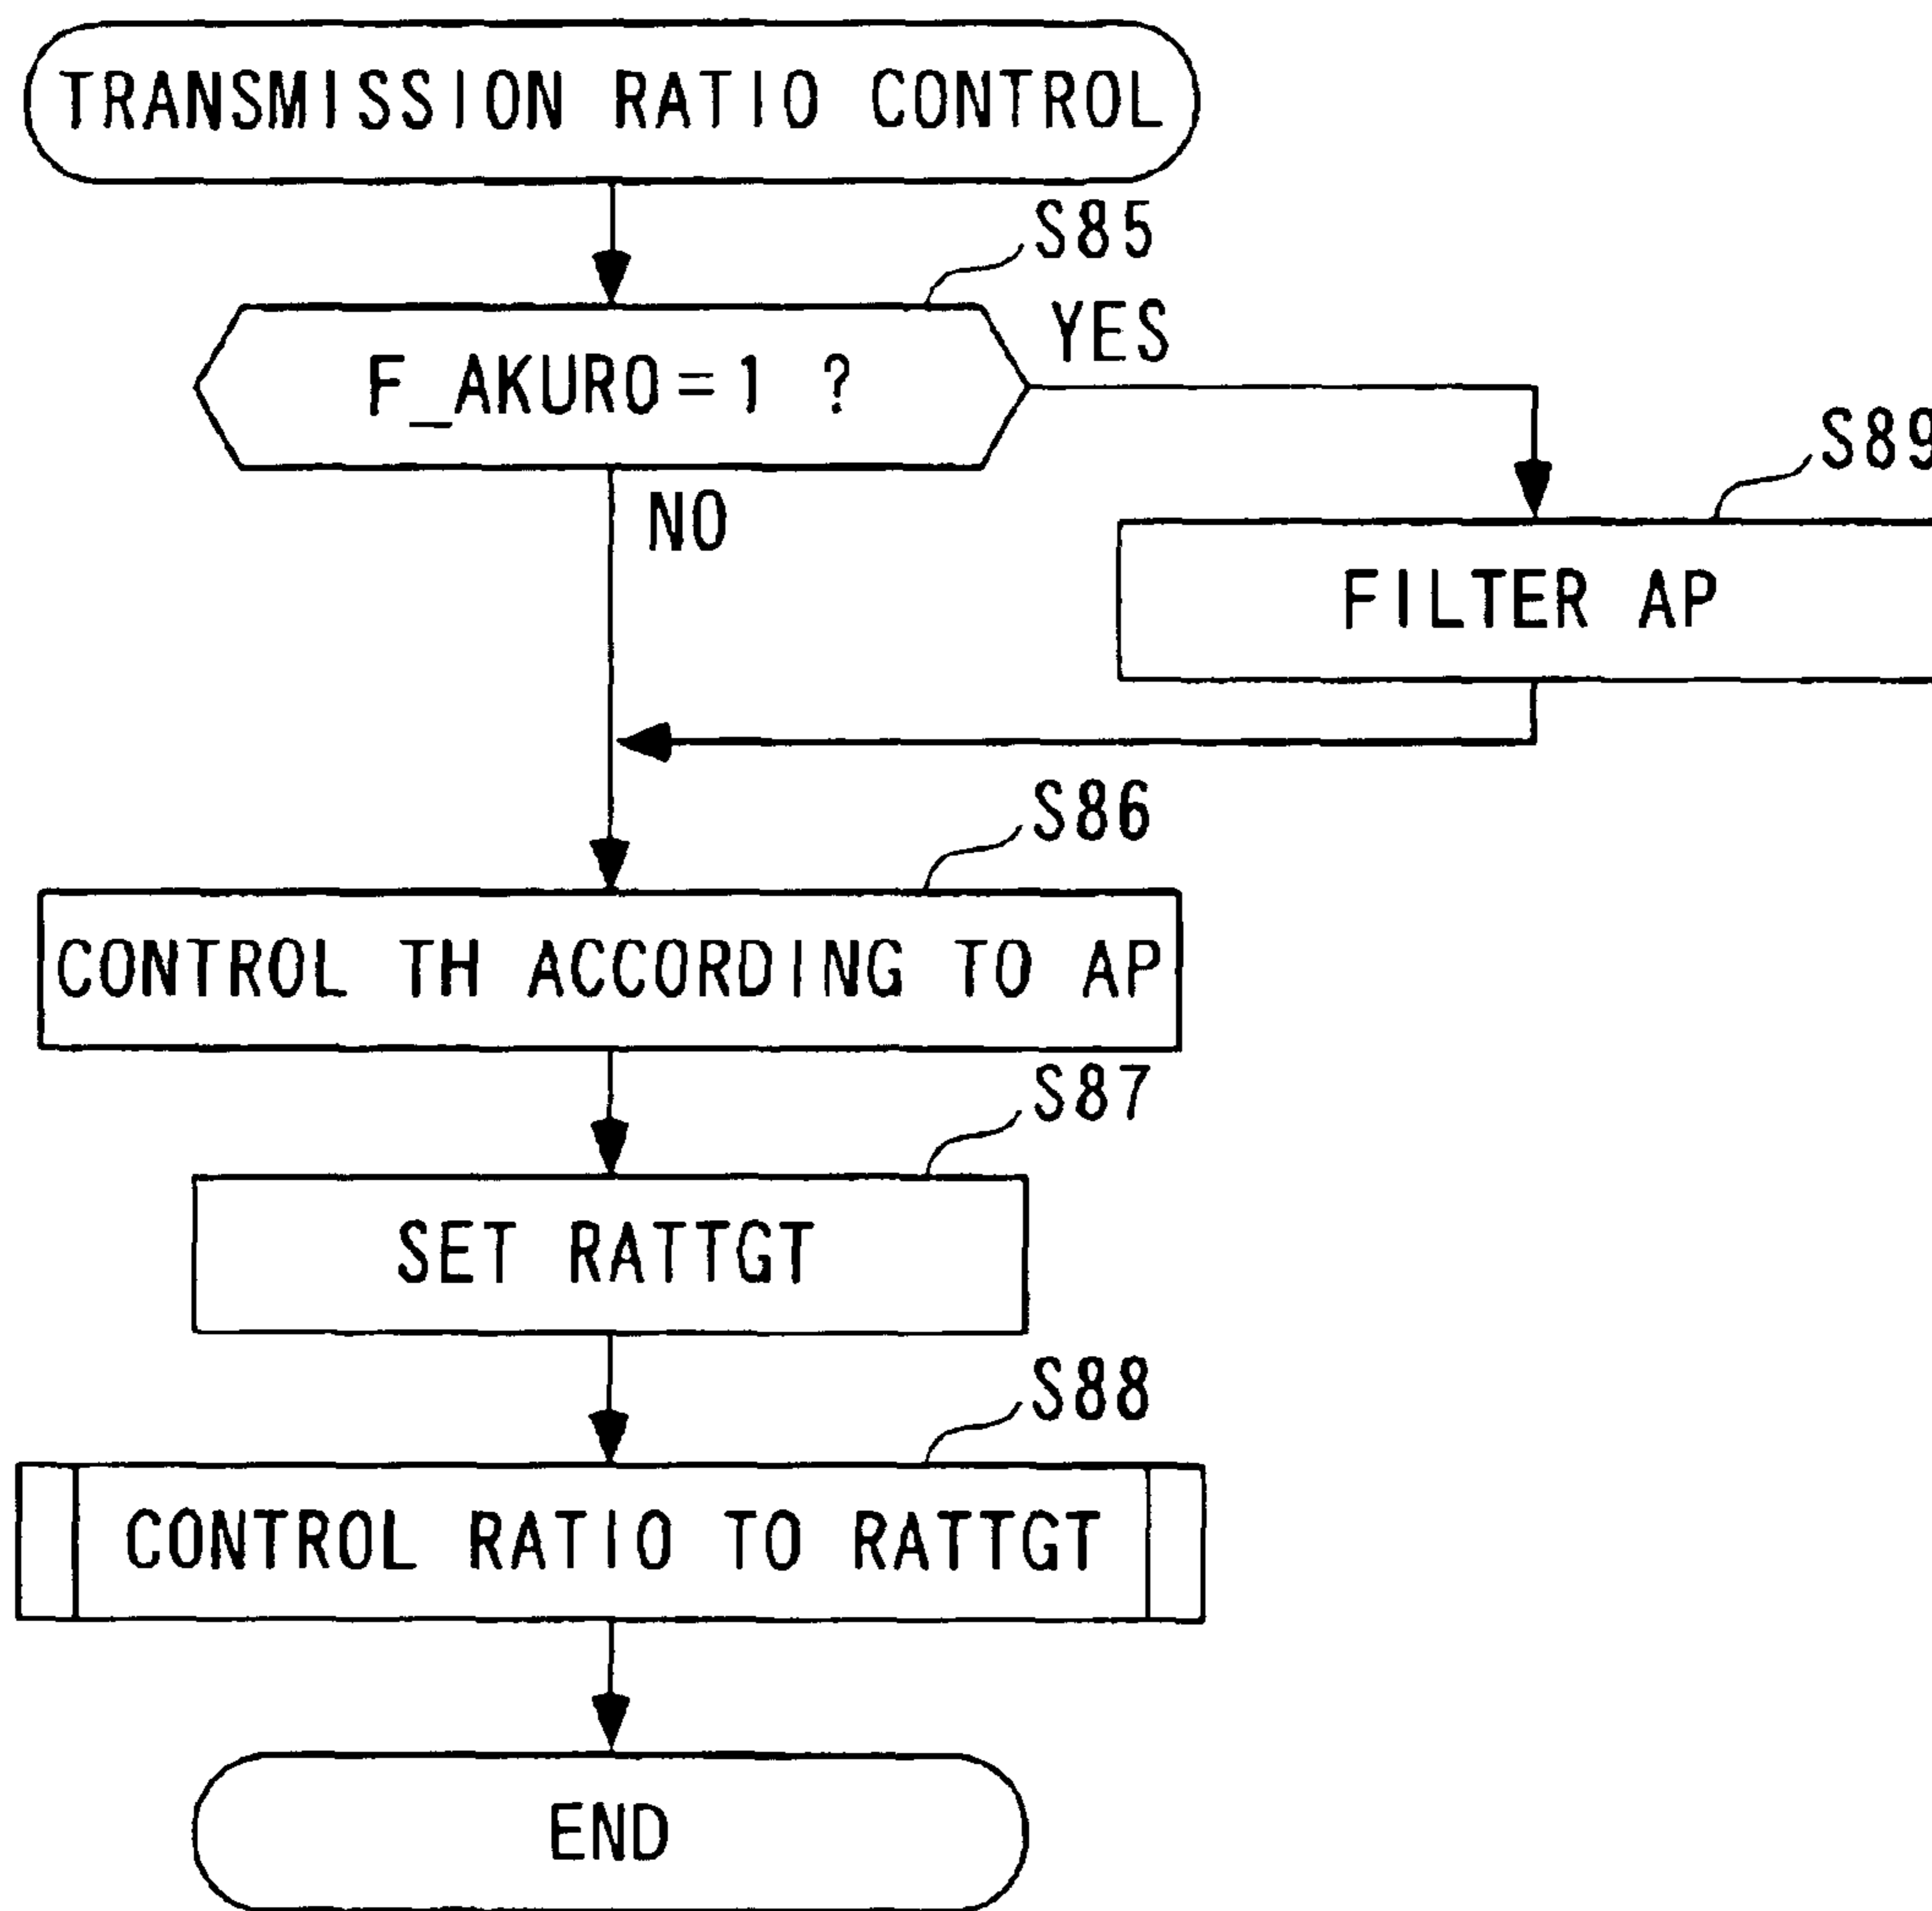 TRANSMISSION RATIO CONTROL
S85
F_AKURO=1 ?
YES
NO
S89
FILTER AP
S86
CONTROL TH ACCORDING TO AP
S87
SET RATTGT
S88
CONTROL RATIO TO RATTGT
END